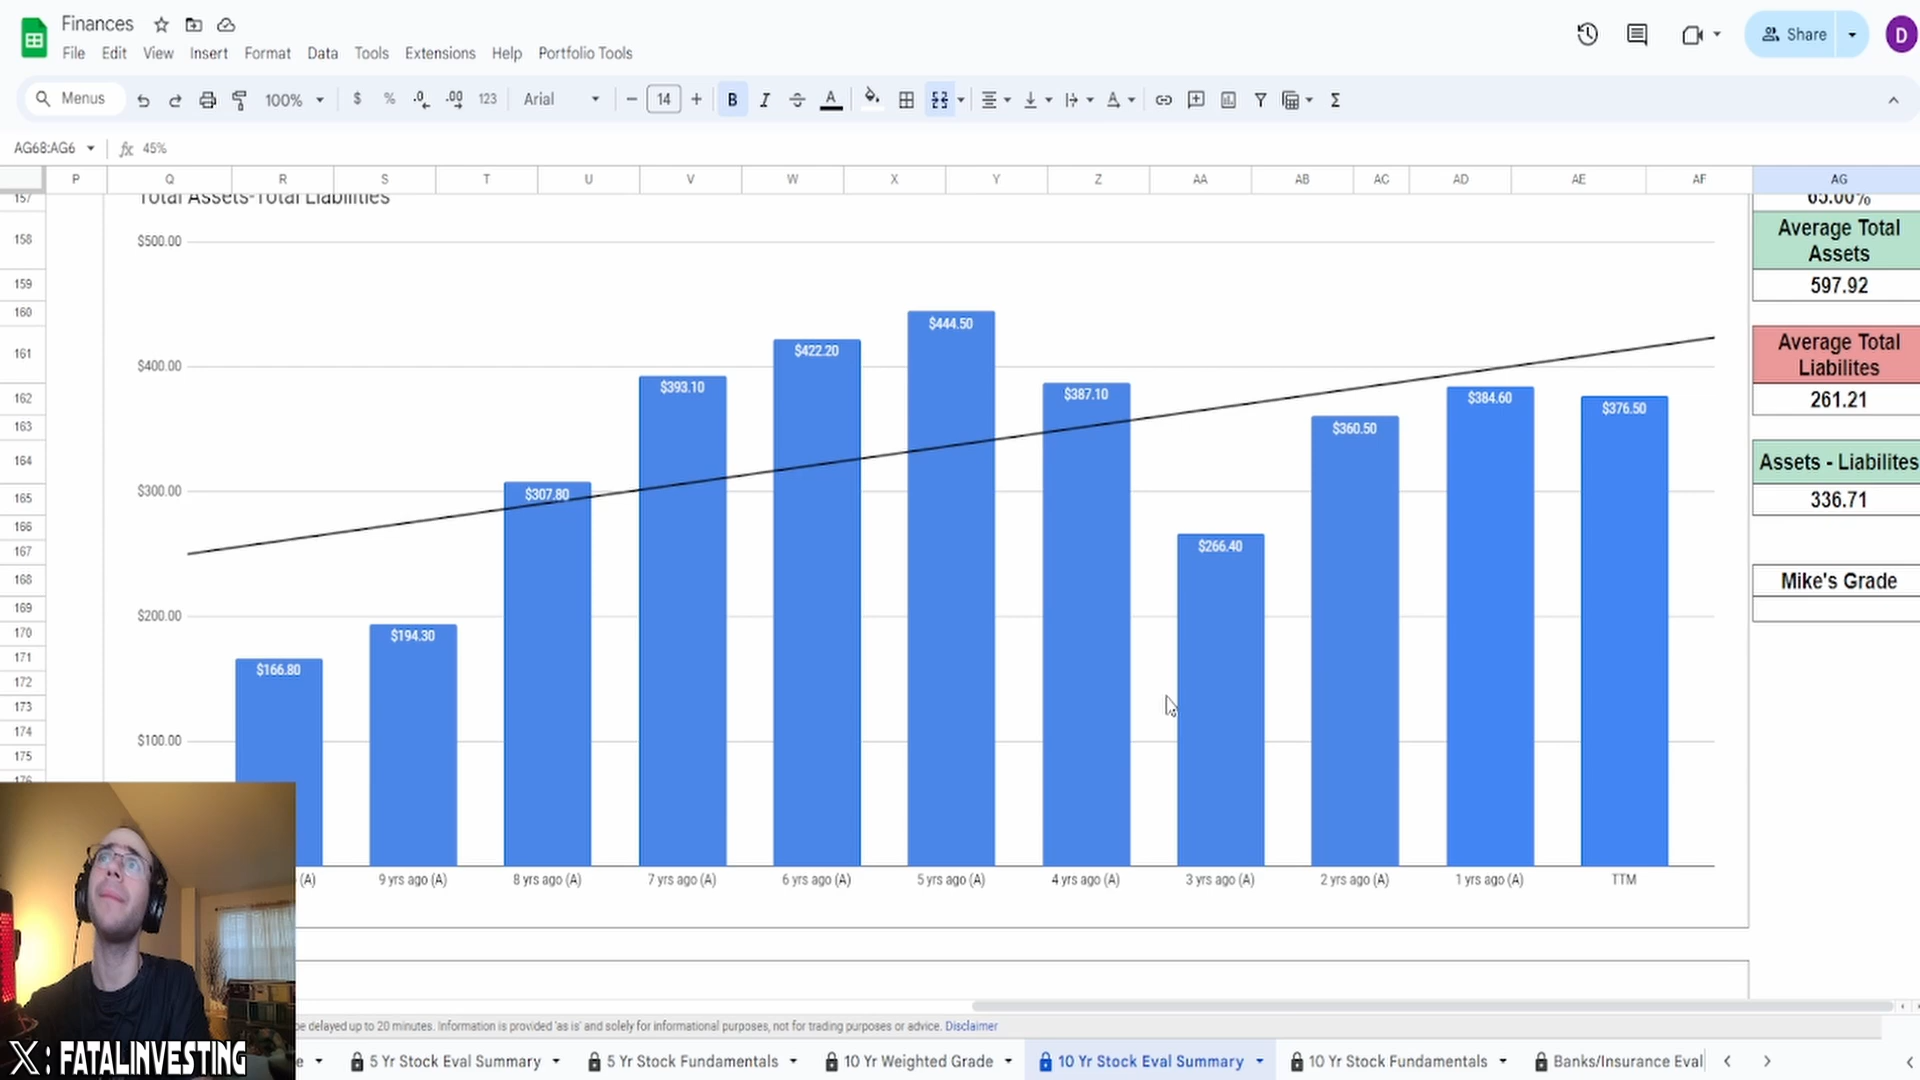 Finances
File Edit View Insert Format Data Tools Extensions Help Portfolio Tools
Share
D
Menus 100% $ % .0 .00 123 Arial 14 B I A Σ
AG68:AG6 fx 45%
P Q R S T U V W X Y Z AA AB AC AD AE AF AG
157
158
159
160
161
162
163
164
165
166
167
168
169
170
171
172
173
174
175
176
Total Assets-Total Liabilities
$500.00
$400.00
$300.00
$200.00
$100.00
$166.80
$194.30
$307.80
$393.10
$422.20
$444.50
$387.10
$266.40
$360.50
$384.60
$376.50
(A) 9 yrs ago (A) 8 yrs ago (A) 7 yrs ago (A) 6 yrs ago (A) 5 yrs ago (A) 4 yrs ago (A) 3 yrs ago (A) 2 yrs ago (A) 1 yrs ago (A) TTM
65.00%
Average Total
Assets
597.92
Average Total
Liabilites
261.21
Assets - Liabilites
336.71
Mike's Grade
be delayed up to 20 minutes. Information is provided 'as is' and solely for informational purposes, not for trading purposes or advice. Disclaimer
e 5 Yr Stock Eval Summary 5 Yr Stock Fundamentals 10 Yr Weighted Grade 10 Yr Stock Eval Summary 10 Yr Stock Fundamentals Banks/Insurance Eval
X : FATALINVESTING